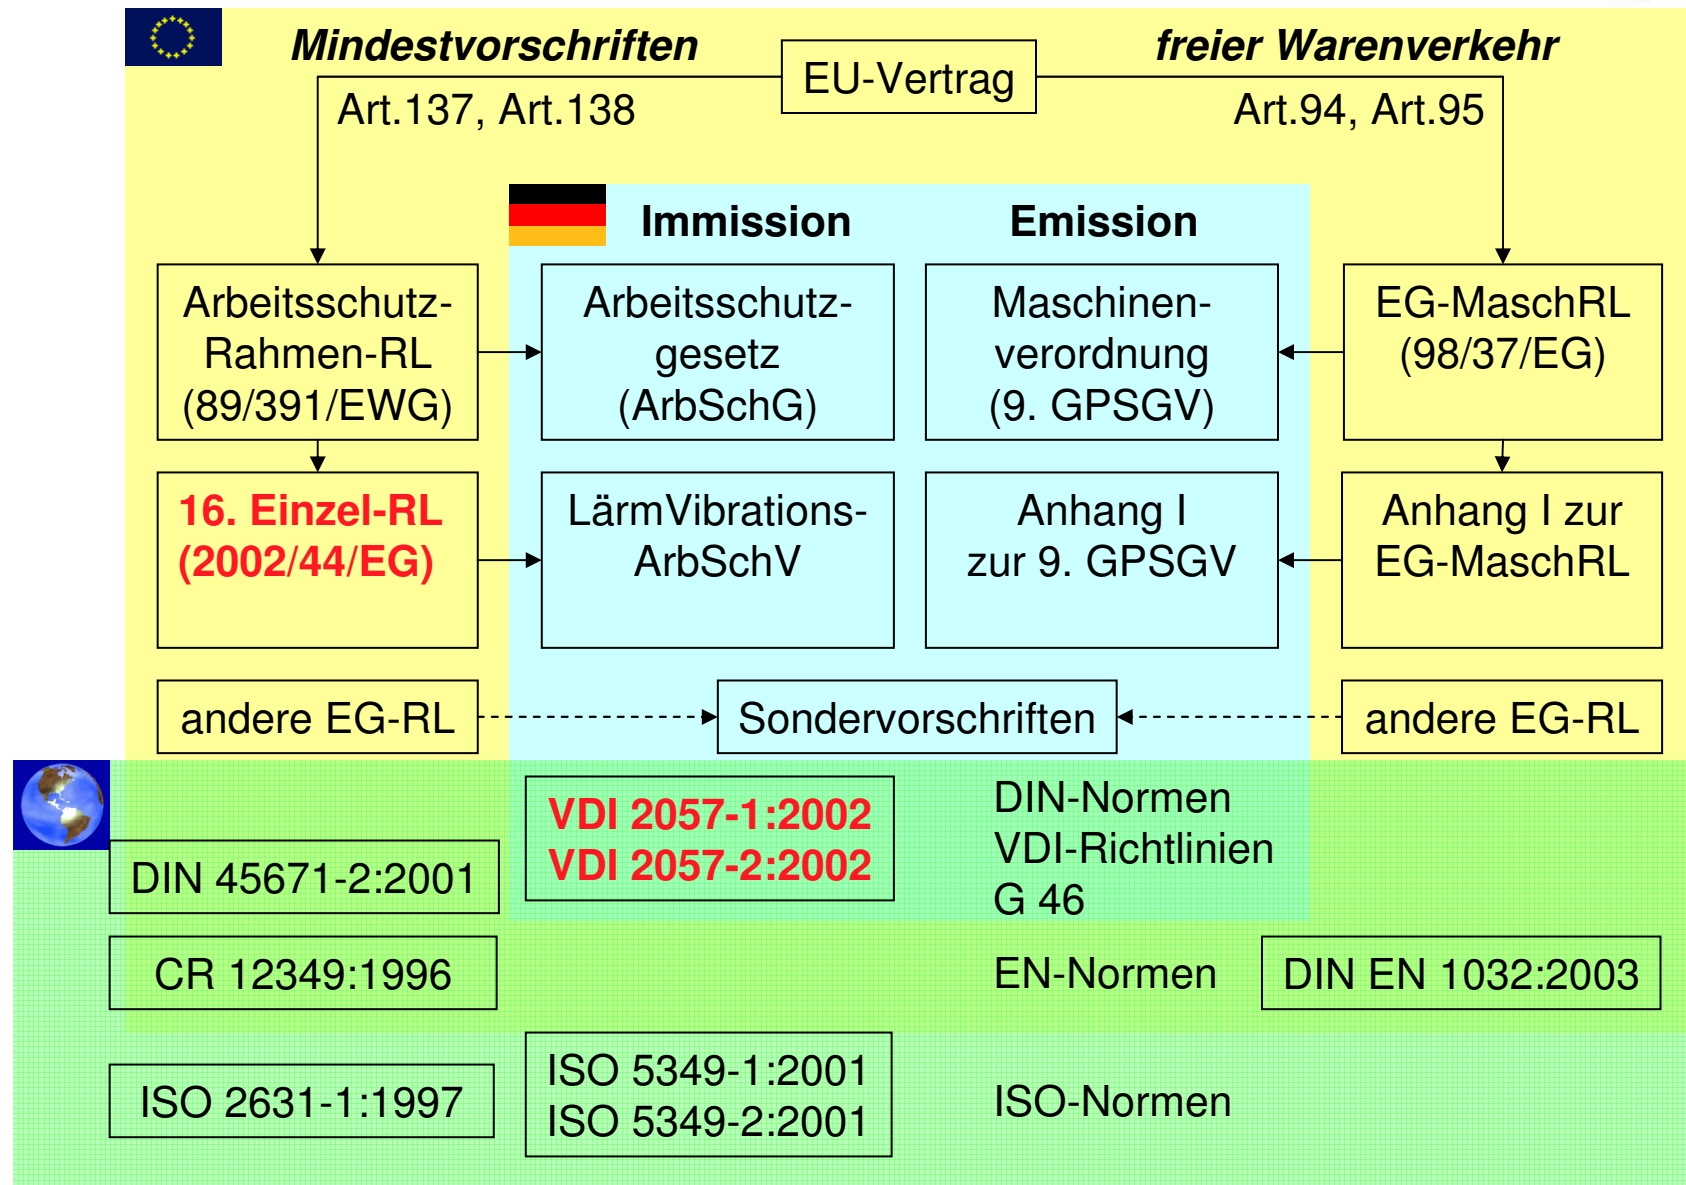 Mindestvorschriften
EU-Vertrag
freier Warenverkehr
Art.137, Art.138
Art.94, Art.95
Immission
Emission
Arbeitsschutz-
Rahmen-RL
(89/391/EWG)
Arbeitsschutz-
gesetz
(ArbSchG)
Maschinen-
verordnung
(9. GPSGV)
EG-MaschRL
(98/37/EG)
16. Einzel-RL
(2002/44/EG)
LärmVibrations-
ArbSchV
Anhang I
zur 9. GPSGV
Anhang I zur
EG-MaschRL
andere EG-RL
Sondervorschriften
andere EG-RL
VDI 2057-1:2002
VDI 2057-2:2002
DIN-Normen
VDI-Richtlinien
G 46
DIN 45671-2:2001
CR 12349:1996
EN-Normen
DIN EN 1032:2003
ISO 2631-1:1997
ISO 5349-1:2001
ISO 5349-2:2001
ISO-Normen